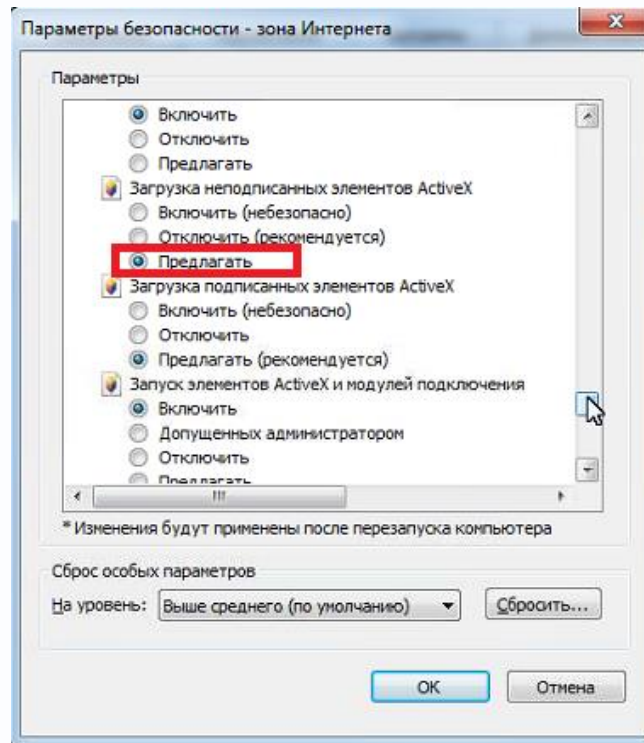 Параметры безопасности - зона Интернета
Параметры
Включить
Отключить
Предлагать
Загрузка неподписанных элементов ActiveX
Включить (небезопасно)
Отключить (рекомендуется)
Предлагать
Загрузка подписанных элементов ActiveX
Включить (небезопасно)
Отключить
Предлагать (рекомендуется)
Запуск элементов ActiveX и модулей подключения
Включить
Допущенных администратором
Отключить
Предлагать
* Изменения будут применены после перезапуска компьютера
Сброс особых параметров
На уровень: Выше среднего (по умолчанию) Сбросить...
ОК Отмена